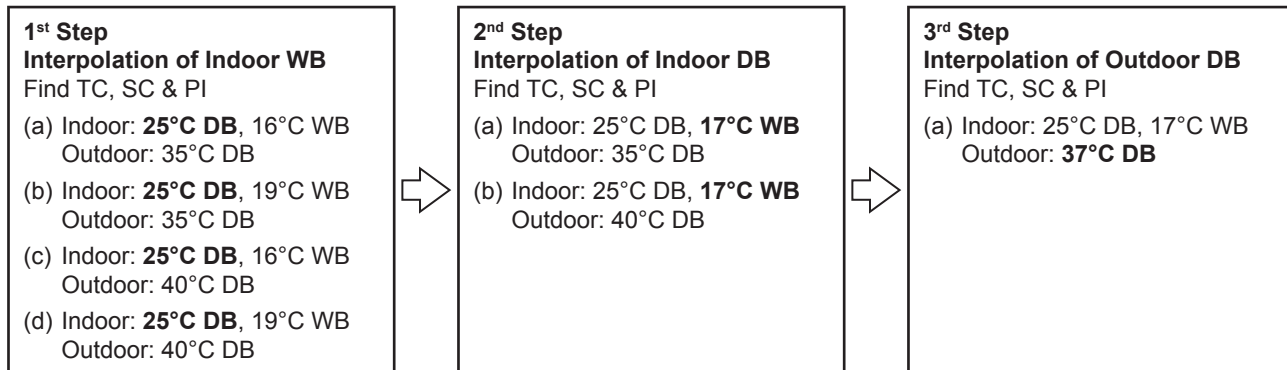 1st Step
Interpolation of Indoor WB
Find TC, SC & PI
(a) Indoor: 25°C DB, 16°C WB
Outdoor: 35°C DB
(b) Indoor: 25°C DB, 19°C WB
Outdoor: 35°C DB
(c) Indoor: 25°C DB, 16°C WB
Outdoor: 40°C DB
(d) Indoor: 25°C DB, 19°C WB
Outdoor: 40°C DB
2nd Step
Interpolation of Indoor DB
Find TC, SC & PI
(a) Indoor: 25°C DB, 17°C WB
Outdoor: 35°C DB
(b) Indoor: 25°C DB, 17°C WB
Outdoor: 40°C DB
3rd Step
Interpolation of Outdoor DB
Find TC, SC & PI
(a) Indoor: 25°C DB, 17°C WB
Outdoor: 37°C DB